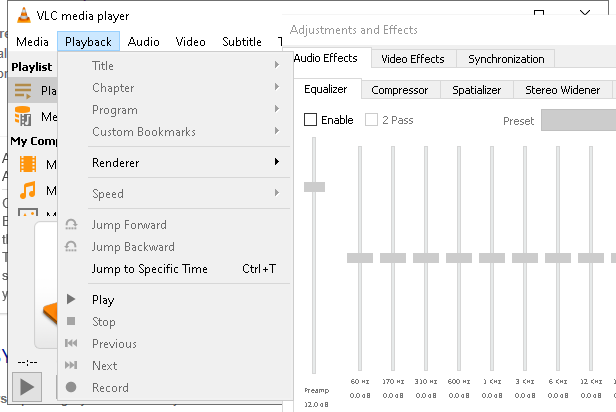 VLC media player
Media Playback Audio Video Subtitle T
Playlist
Pla
Me
My Comp
M
M
M
Title
Chapter
Program
Custom Bookmarks
Renderer
Speed
Jump Forward
Jump Backward
Jump to Specific Time Ctrl+T
Play
Stop
Previous
Next
Record
--:--
Adjustments and Effects
Audio Effects Video Effects Synchronization
Equalizer Compressor Spatializer Stereo Widener
Enable 2 Pass Preset
60 KHz 170 KHz 310 KHz 600 KHz 1 KHz 3 KHz 6 KHz 12 KHz
Preamp 0.0 dB 0.0 dB 0.0 dB 0.0 dB 0.0 dB 0.0 dB 0.0 dB 0.0 dB
12.0 dB